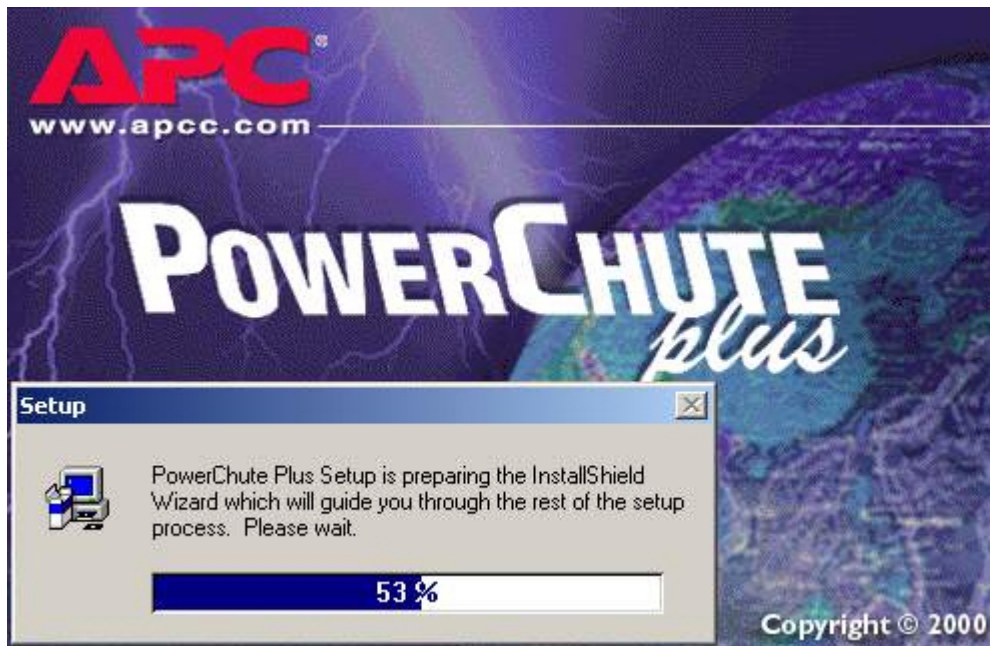 APC®
www.apcc.com
POWERCHUTE
plus
Setup
PowerChute Plus Setup is preparing the InstallShield
Wizard which will guide you through the rest of the setup
process. Please wait.
53 %
Copyright © 2000